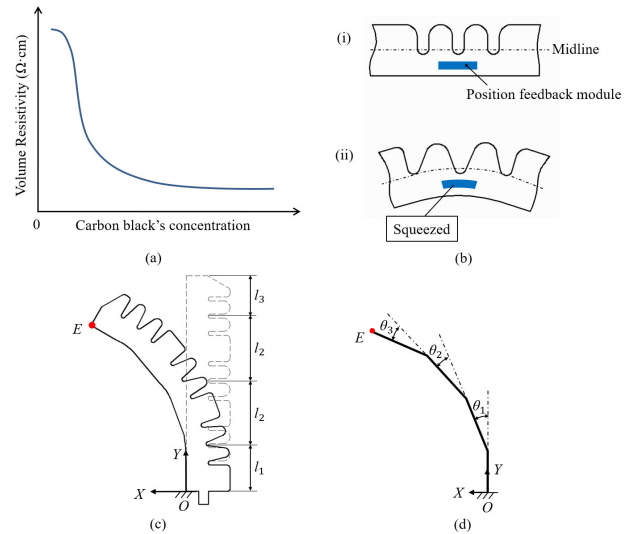 Volume Resistivity (Ω·cm)
0
Carbon black's concentration
(a)
(i)
Midline
Position feedback module
(ii)
Squeezed
(b)
E
l₃
l₂
l₂
l₁
Y
X
O
(c)
E
θ₃
θ₂
θ₁
Y
X
O
(d)